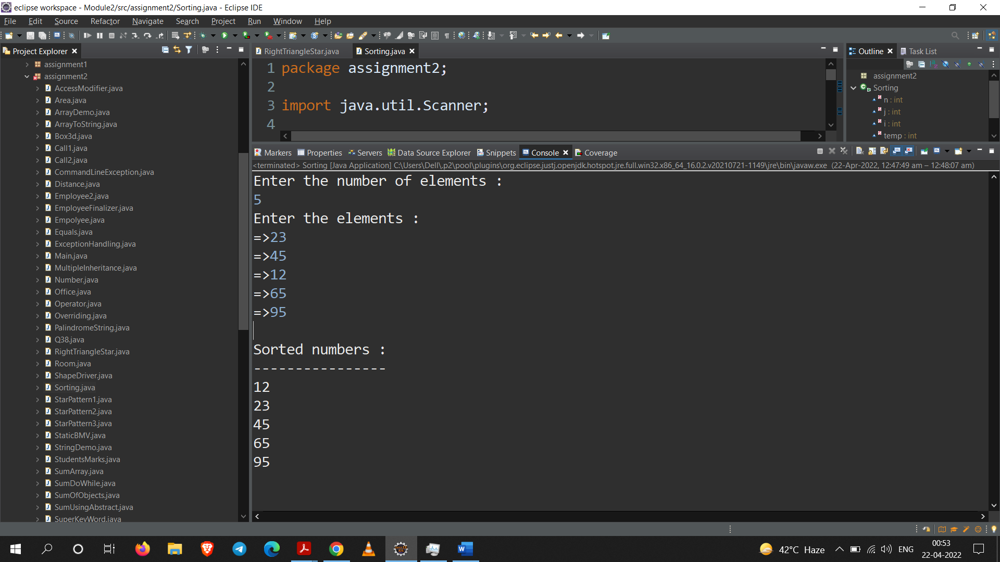 eclipse workspace - Module2/src/assignment2/Sorting.java - Eclipse IDE
File Edit Source Refactor Navigate Search Project Run Window Help
Project Explorer
assignment1
assignment2
AccessModifier.java
Area.java
ArrayDemo.java
ArrayToString.java
Box3d.java
Call1.java
Call2.java
CommandLineException.java
Distance.java
Employee2.java
EmployeeFinalizer.java
Empolyee.java
Equals.java
ExceptionHandling.java
Main.java
MultipleInheritance.java
Number.java
Office.java
Operator.java
Overriding.java
PalindromeString.java
Q38.java
RightTriangleStar.java
Room.java
ShapeDriver.java
Sorting.java
StarPattern1.java
StarPattern2.java
StarPattern3.java
StaticBMV.java
StringDemo.java
StudentsMarks.java
SumArray.java
SumDoWhile.java
SumOfObjects.java
SumUsingAbstract.java
SuperKeyWord.java
RightTriangleStar.java Sorting.java
1 package assignment2;
2
3 import java.util.Scanner;
4
Outline Task List
assignment2
Sorting
n : int
j : int
i : int
temp : int
Markers Properties Servers Data Source Explorer Snippets Console Coverage
<terminated> Sorting [Java Application] C:\Users\Dell\.p2\pool\plugins\org.eclipse.justj.openjdk.hotspot.jre.full.win32.x86_64_16.0.2.v20210721-1149\jre\bin\javaw.exe (22-Apr-2022, 12:47:49 am – 12:48:07 am)
Enter the number of elements :
5
Enter the elements :
=>23
=>45
=>12
=>65
=>95
Sorted numbers :
----------------
12
23
45
65
95
42°C Haze
ENG
00:53
22-04-2022